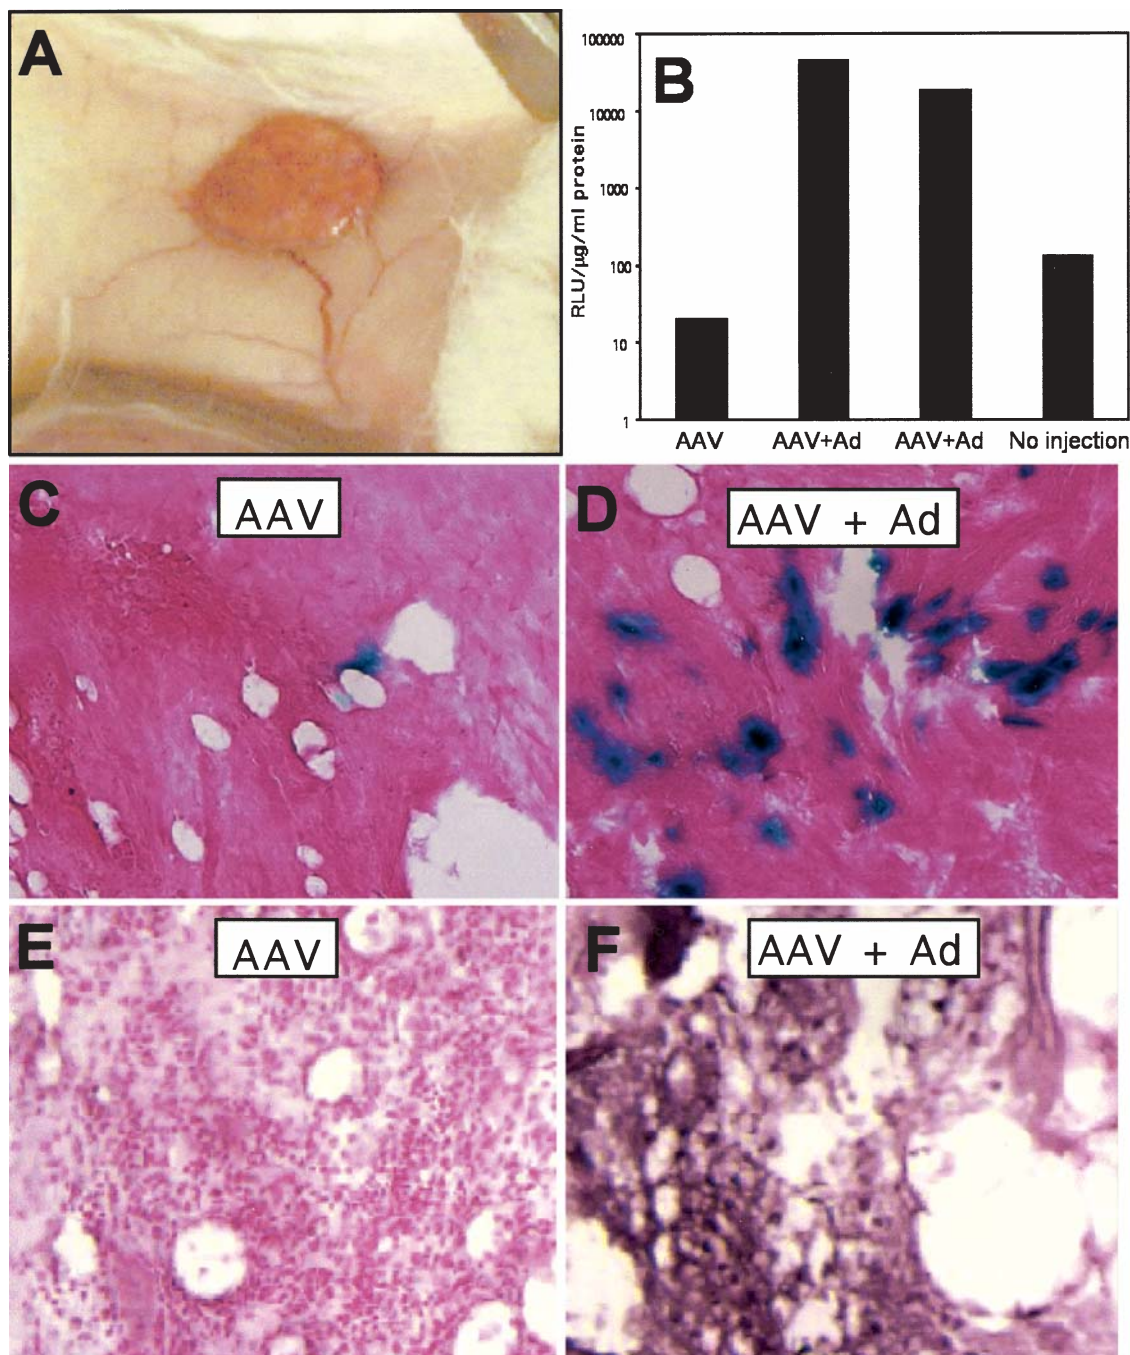 A
B
100000
10000
1000
100
10
1
RLU/µg/ml protein
AAV
AAV+Ad
AAV+Ad
No injection
C
AAV
D
AAV + Ad
E
AAV
F
AAV + Ad